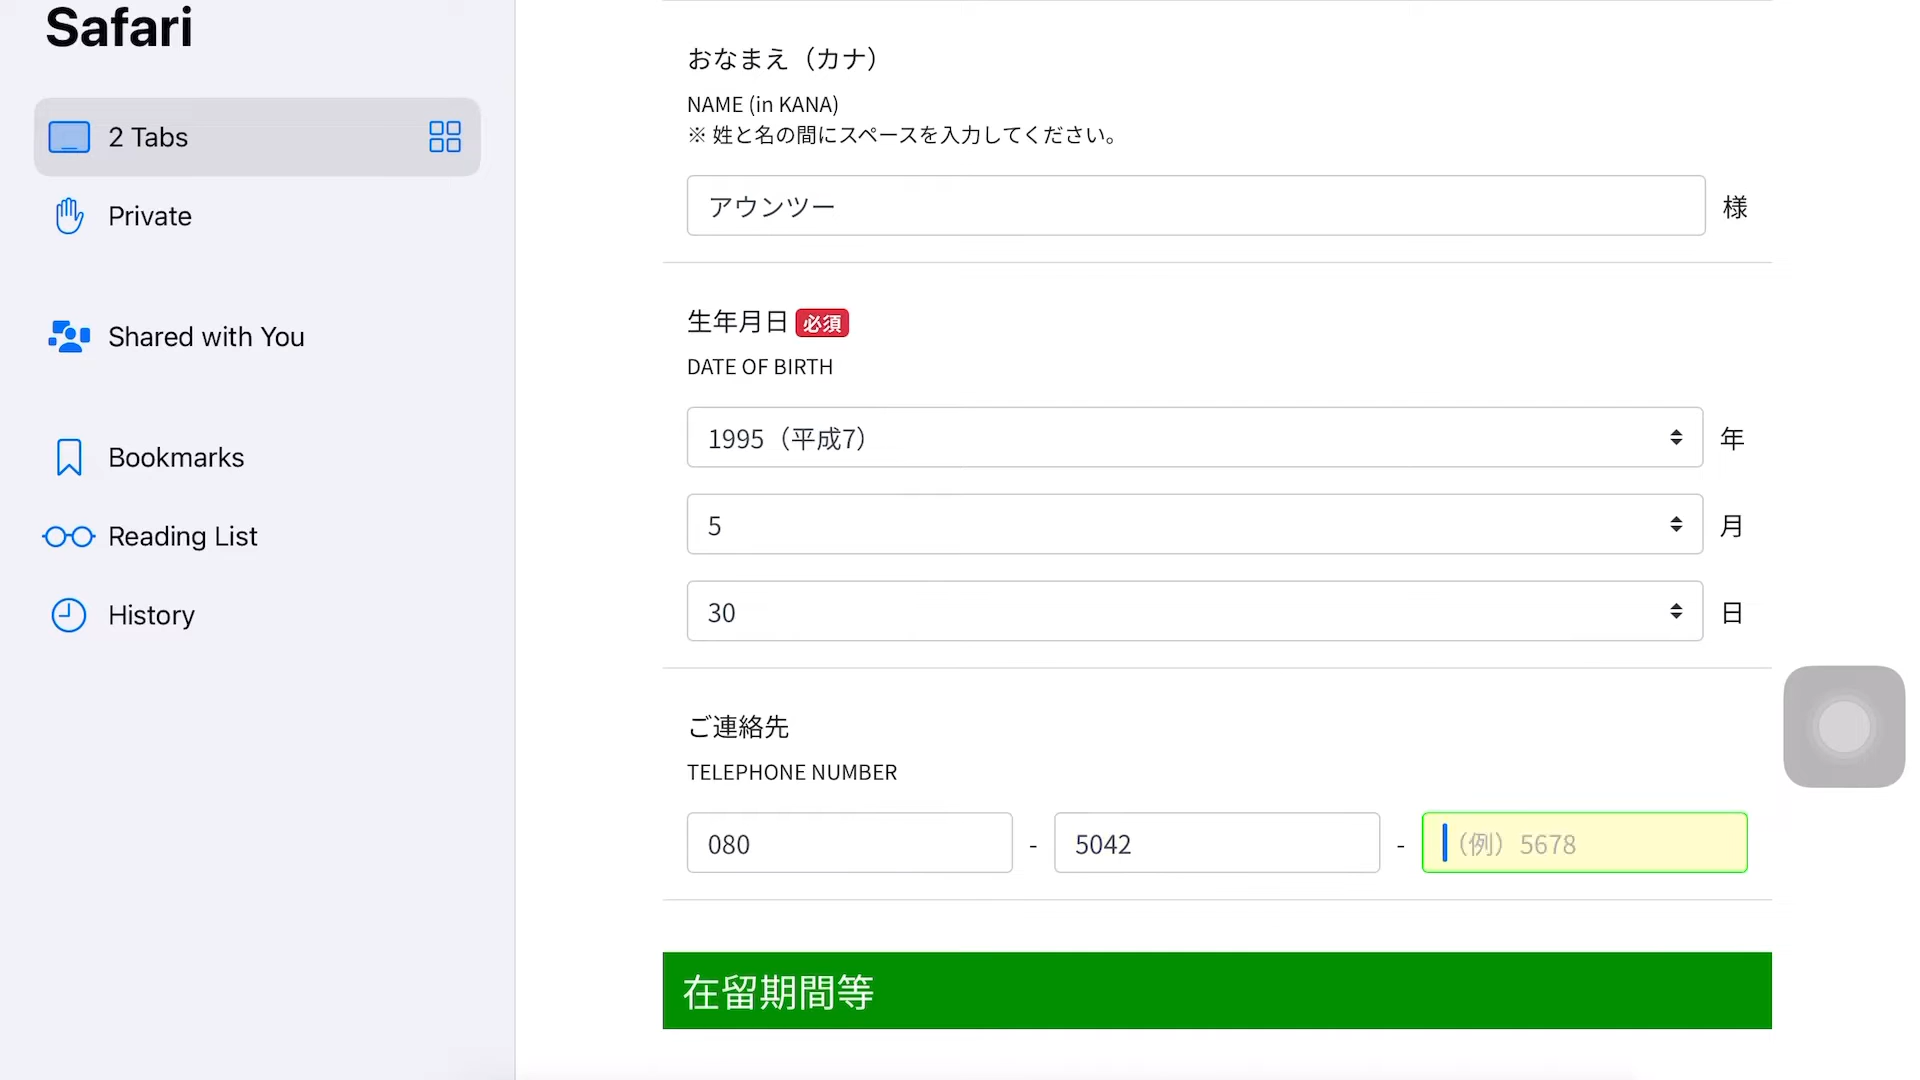 Safari
2 Tabs
Private
Shared with You
Bookmarks
Reading List
History
おなまえ（カナ）
NAME (in KANA)
※ 姓と名の間にスペースを入力してください。
アウンツー 様
生年月日 必須
DATE OF BIRTH
1995（平成7） 年
5 月
30 日
ご連絡先
TELEPHONE NUMBER
080 - 5042 - （例）5678
在留期間等